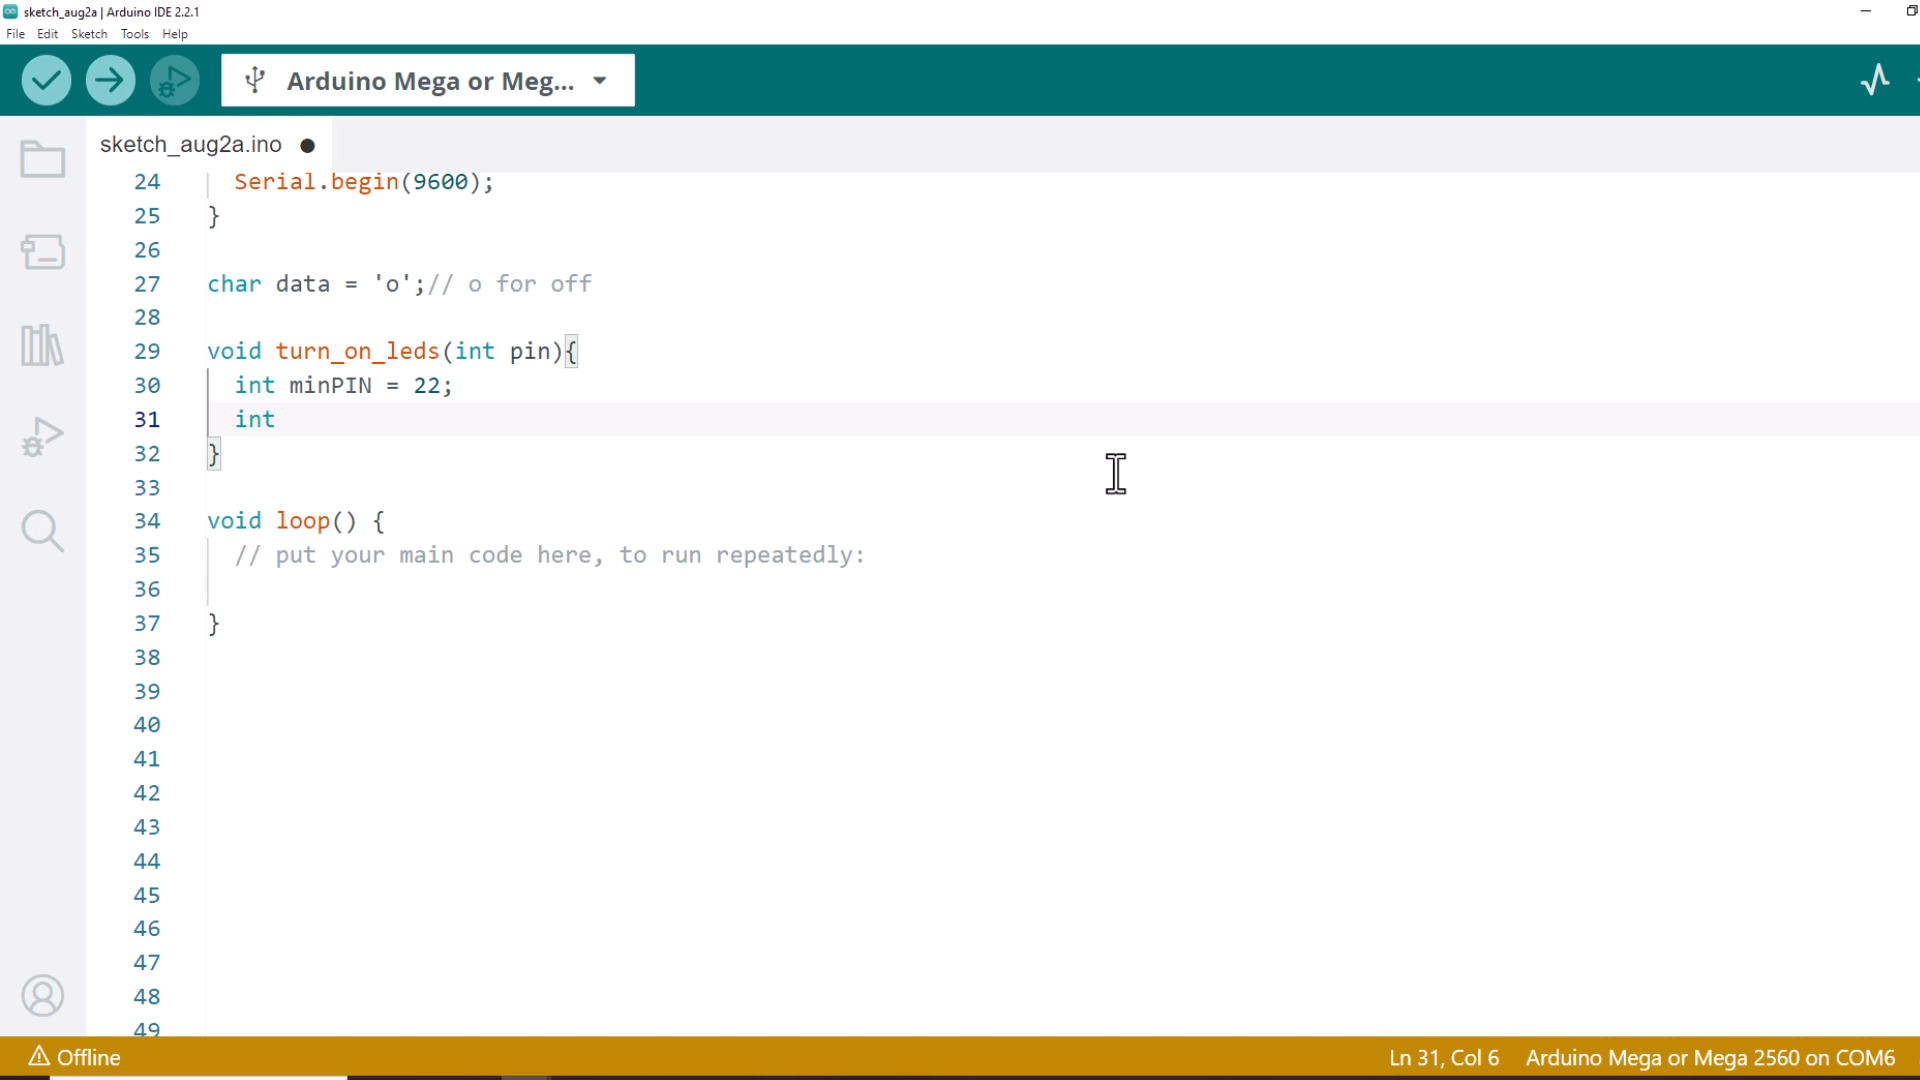 sketch_aug2a | Arduino IDE 2.2.1
File Edit Sketch Tools Help
Arduino Mega or Meg...
sketch_aug2a.ino
24 Serial.begin(9600);
25 }
26
27 char data = 'o';// o for off
28
29 void turn_on_leds(int pin){
30 int minPIN = 22;
31 int
32 }
33
34 void loop() {
35 // put your main code here, to run repeatedly:
36
37 }
38
39
40
41
42
43
44
45
46
47
48
49
Offline Ln 31, Col 6 Arduino Mega or Mega 2560 on COM6